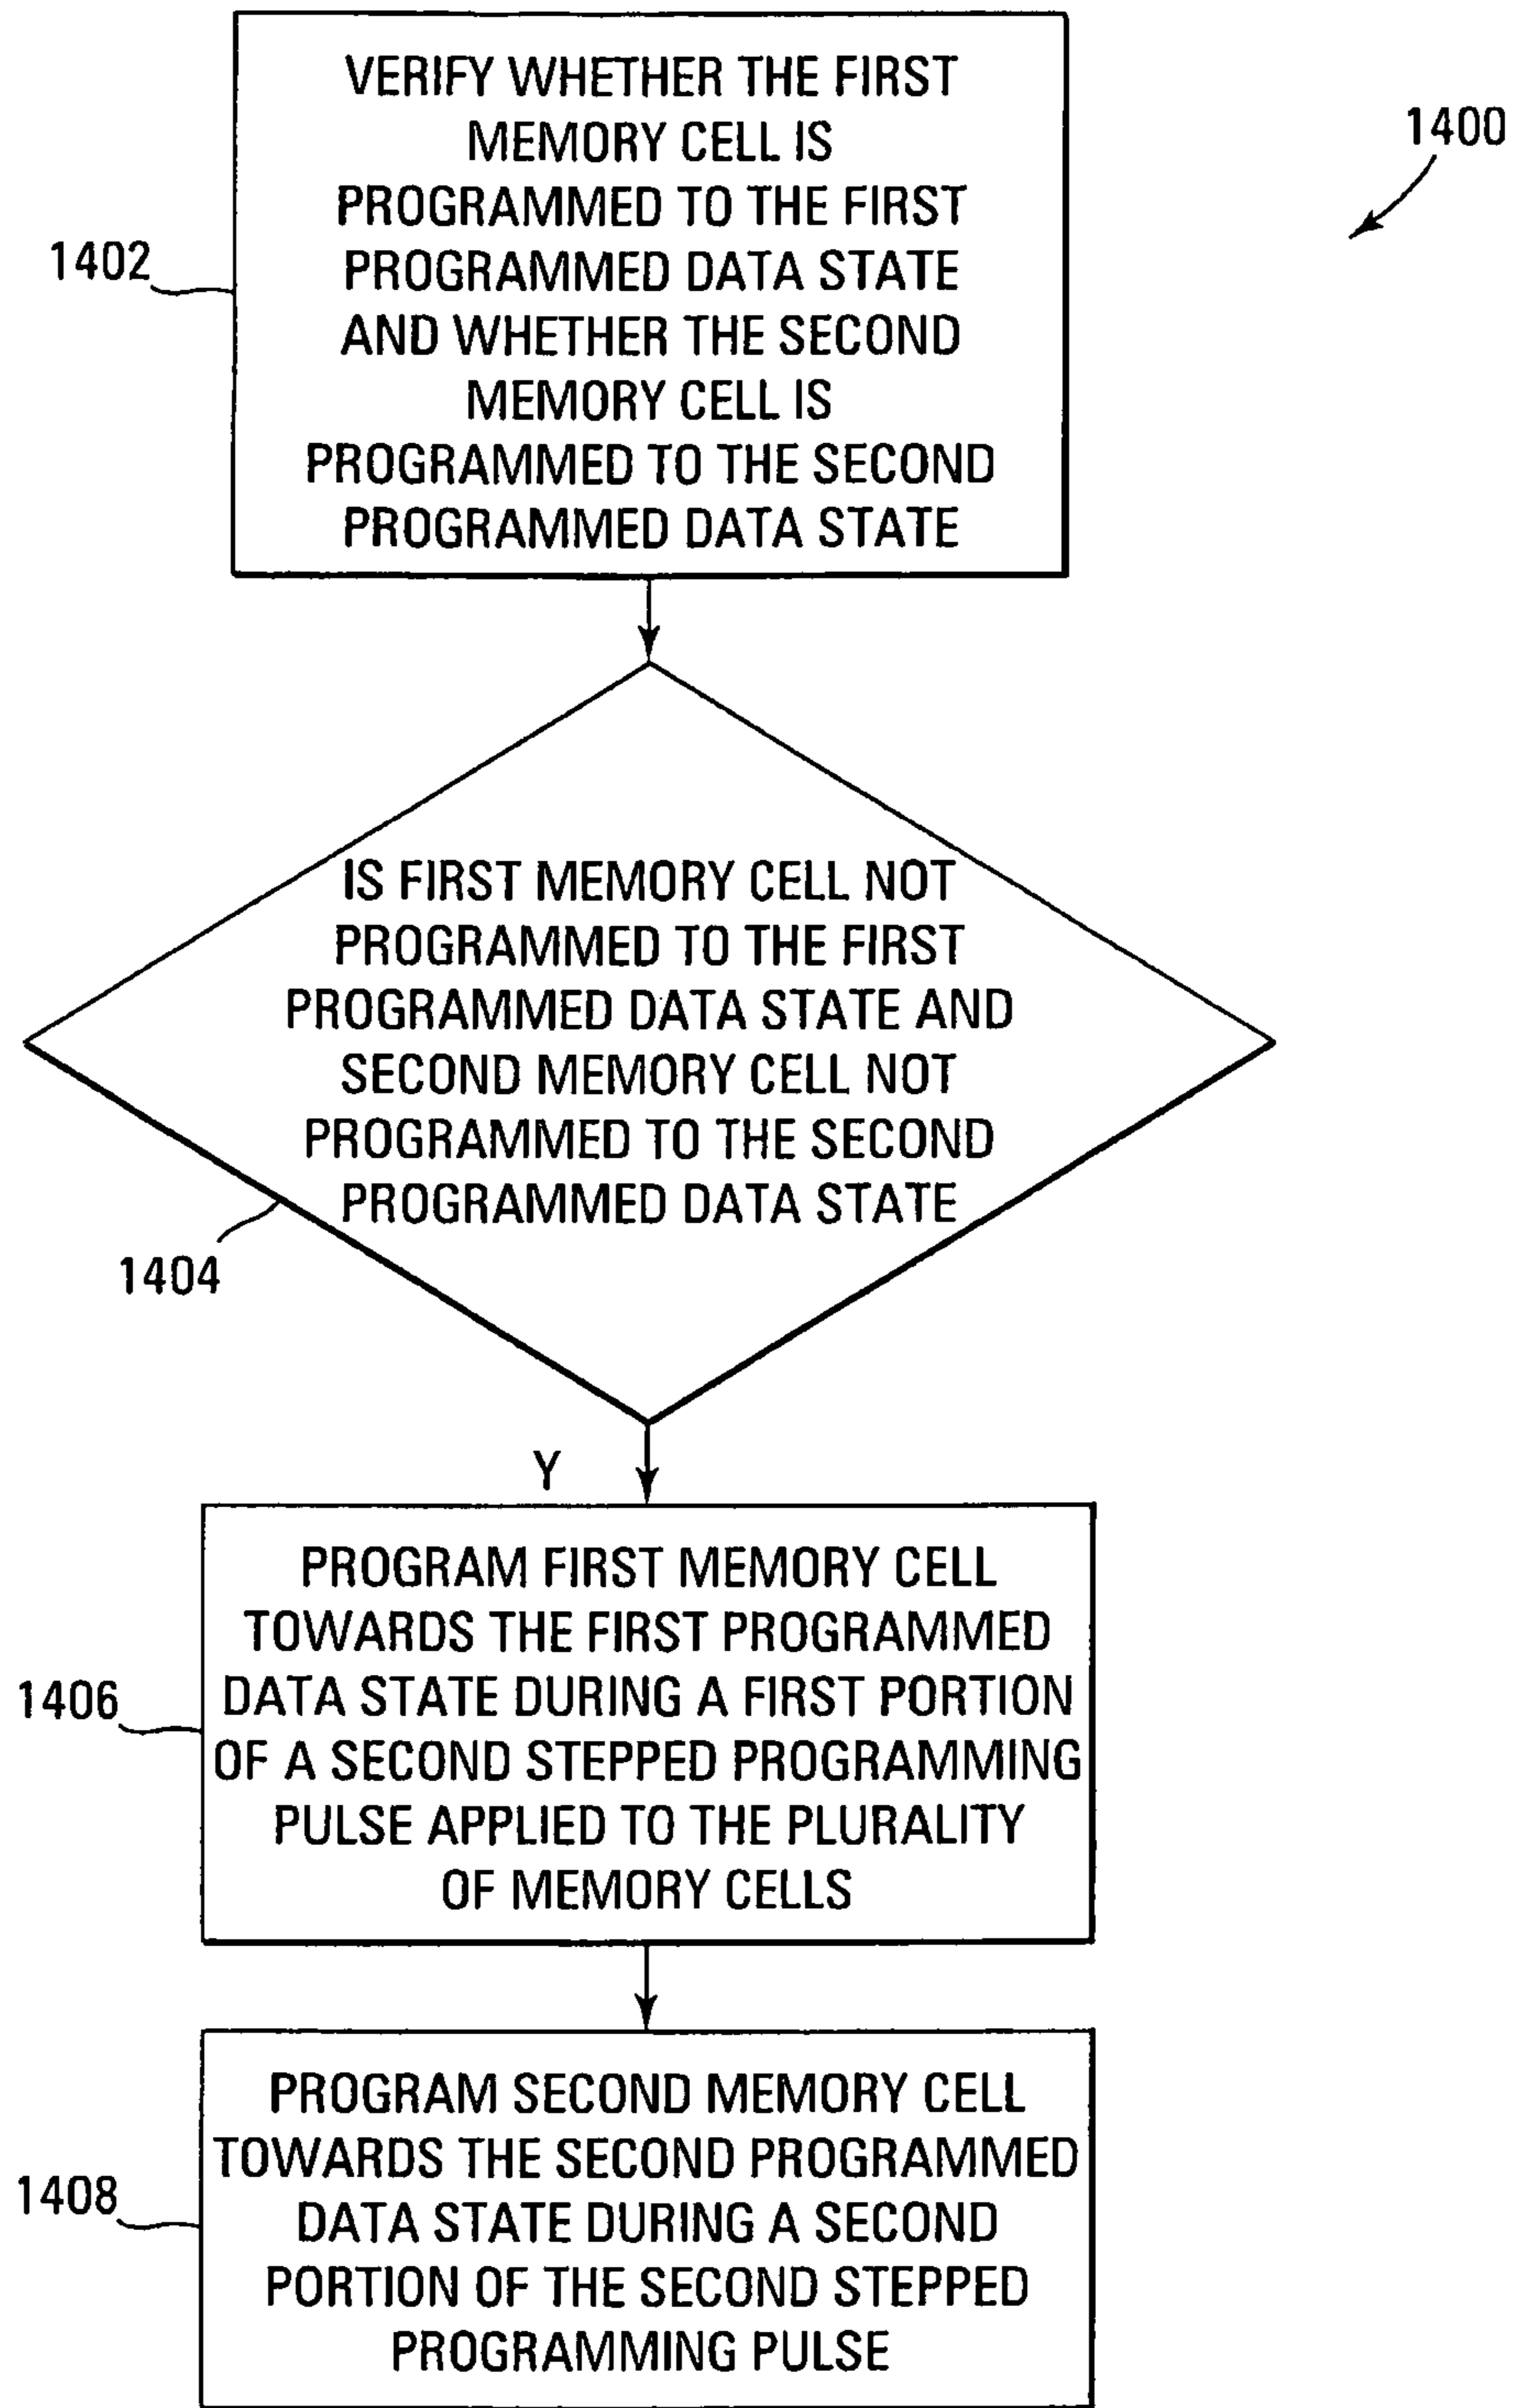 VERIFY WHETHER THE FIRST
MEMORY CELL IS
PROGRAMMED TO THE FIRST
PROGRAMMED DATA STATE
AND WHETHER THE SECOND
MEMORY CELL IS
PROGRAMMED TO THE SECOND
PROGRAMMED DATA STATE
1400
1402
IS FIRST MEMORY CELL NOT
PROGRAMMED TO THE FIRST
PROGRAMMED DATA STATE AND
SECOND MEMORY CELL NOT
PROGRAMMED TO THE SECOND
PROGRAMMED DATA STATE
1404
Y
PROGRAM FIRST MEMORY CELL
TOWARDS THE FIRST PROGRAMMED
DATA STATE DURING A FIRST PORTION
OF A SECOND STEPPED PROGRAMMING
PULSE APPLIED TO THE PLURALITY
OF MEMORY CELLS
1406
PROGRAM SECOND MEMORY CELL
TOWARDS THE SECOND PROGRAMMED
DATA STATE DURING A SECOND
PORTION OF THE SECOND STEPPED
PROGRAMMING PULSE
1408